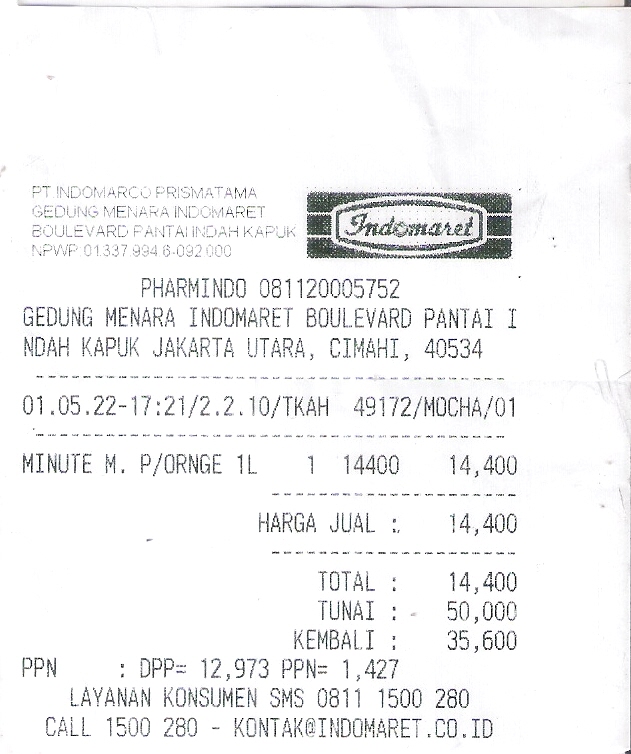 PT INDOMARCO PRISMATAMA
GEDUNG MENARA INDOMARET
BOULEVARD PANTAI INDAH KAPUK
NPWP 01.337.994.6-092.000
Indomaret
PHARMINDO 081120005752
GEDUNG MENARA INDOMARET BOULEVARD PANTAI I
NDAH KAPUK JAKARTA UTARA, CIMAHI, 40534
01.05.22-17:21/2.2.10/TKAH 49172/MOCHA/01
MINUTE M. P/ORNGE 1L 1 14400 14,400
HARGA JUAL : 14,400
TOTAL : 14,400
TUNAI : 50,000
KEMBALI : 35,600
PPN : DPP= 12,973 PPN= 1,427
LAYANAN KONSUMEN SMS 0811 1500 280
CALL 1500 280 - KONTAK@INDOMARET.CO.ID